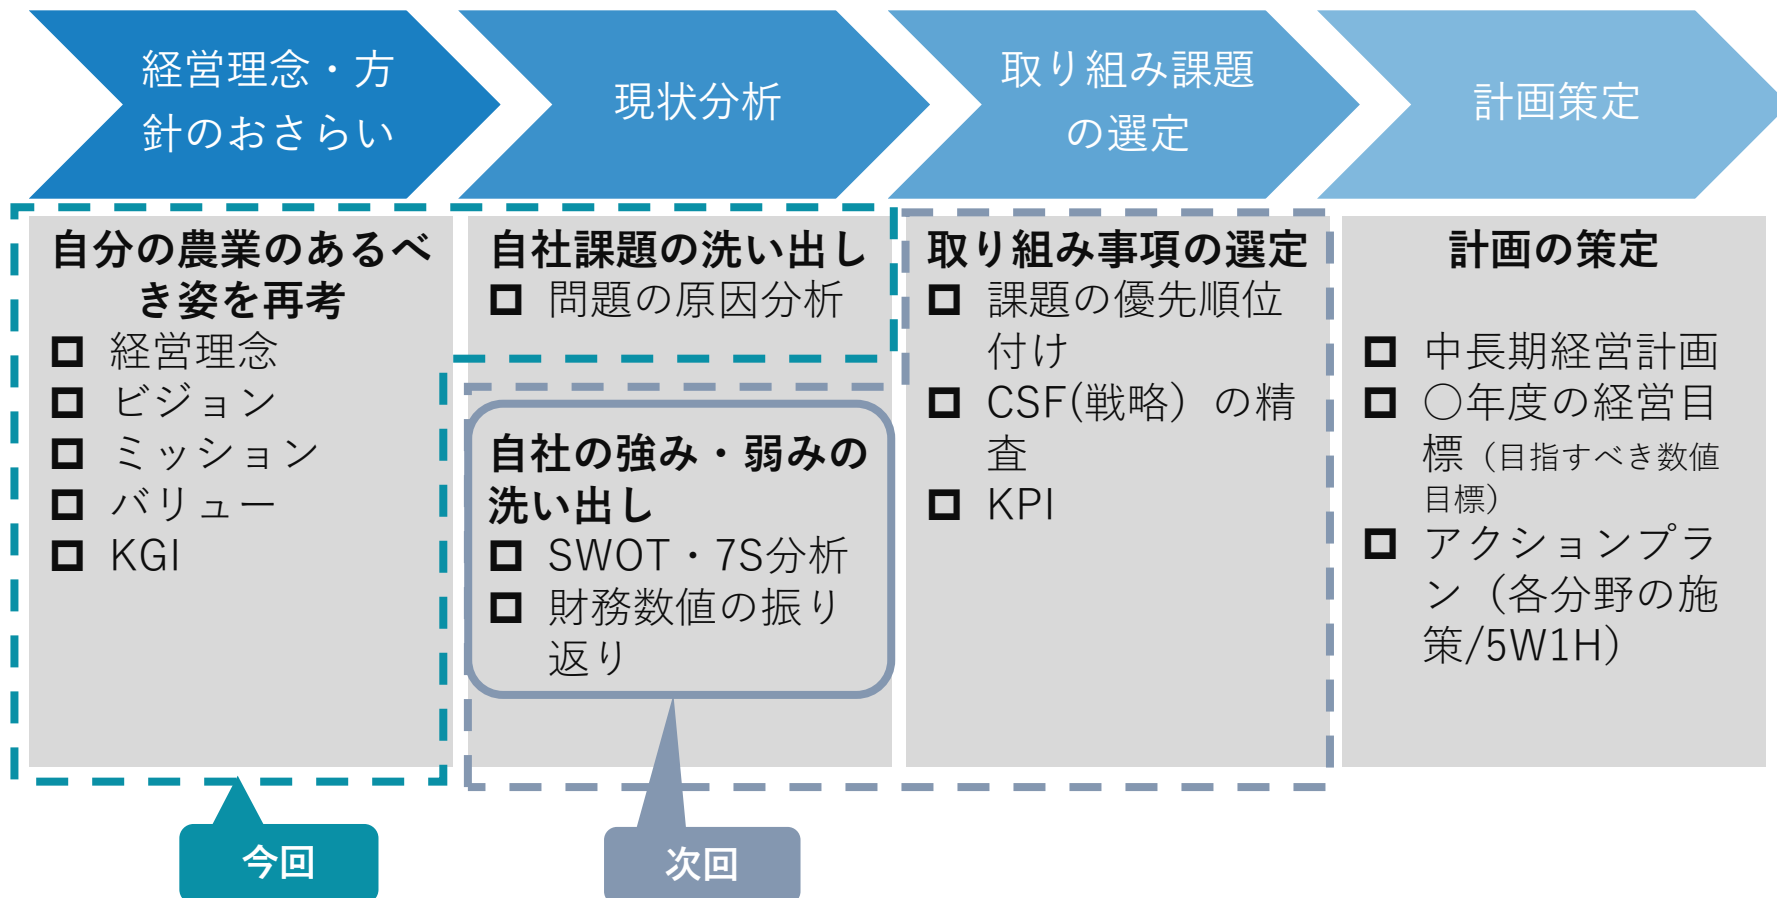 経営理念・方
針のおさらい
現状分析
取り組み課題
の選定
計画策定
自分の農業のあるべ
き姿を再考
経営理念
ビジョン
ミッション
バリュー
KGI
自社課題の洗い出し
問題の原因分析
自社の強み・弱みの
洗い出し
SWOT・7S分析
財務数値の振り
返り
取り組み事項の選定
課題の優先順位
付け
CSF(戦略）の精
査
KPI
計画の策定
中長期経営計画
○年度の経営目
標（目指すべき数値
目標）
アクションプラ
ン（各分野の施
策/5W1H）
今回
次回